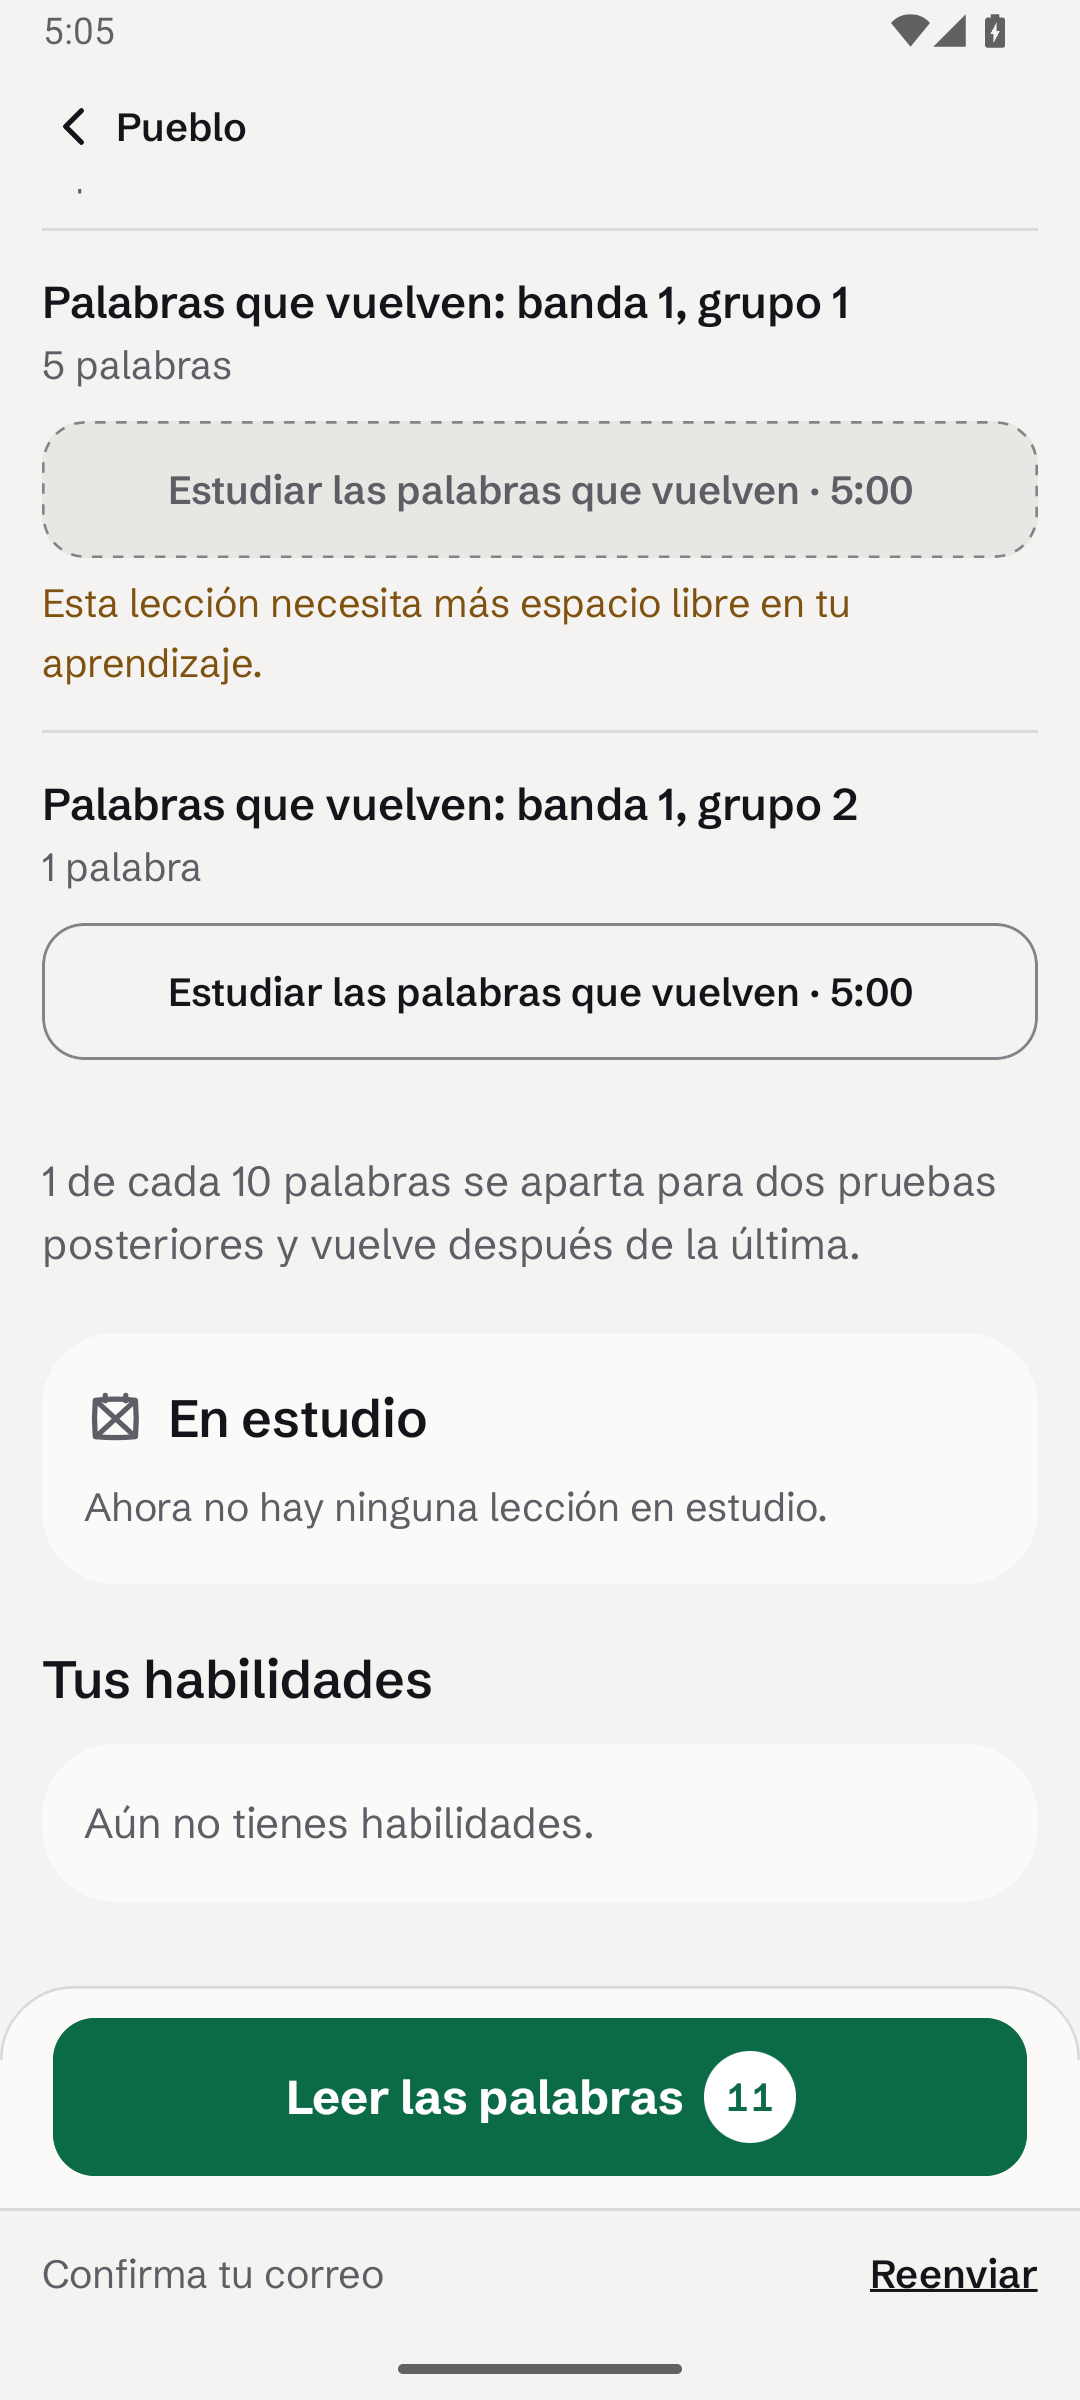 5:05
Pueblo
Palabras que vuelven: banda 1, grupo 1
5 palabras
Estudiar las palabras que vuelven · 5:00
Esta lección necesita más espacio libre en tu
aprendizaje.
Palabras que vuelven: banda 1, grupo 2
1 palabra
Estudiar las palabras que vuelven · 5:00
1 de cada 10 palabras se aparta para dos pruebas
posteriores y vuelve después de la última.
En estudio
Ahora no hay ninguna lección en estudio.
Tus habilidades
Aún no tienes habilidades.
Leer las palabras 11
Confirma tu correo Reenviar